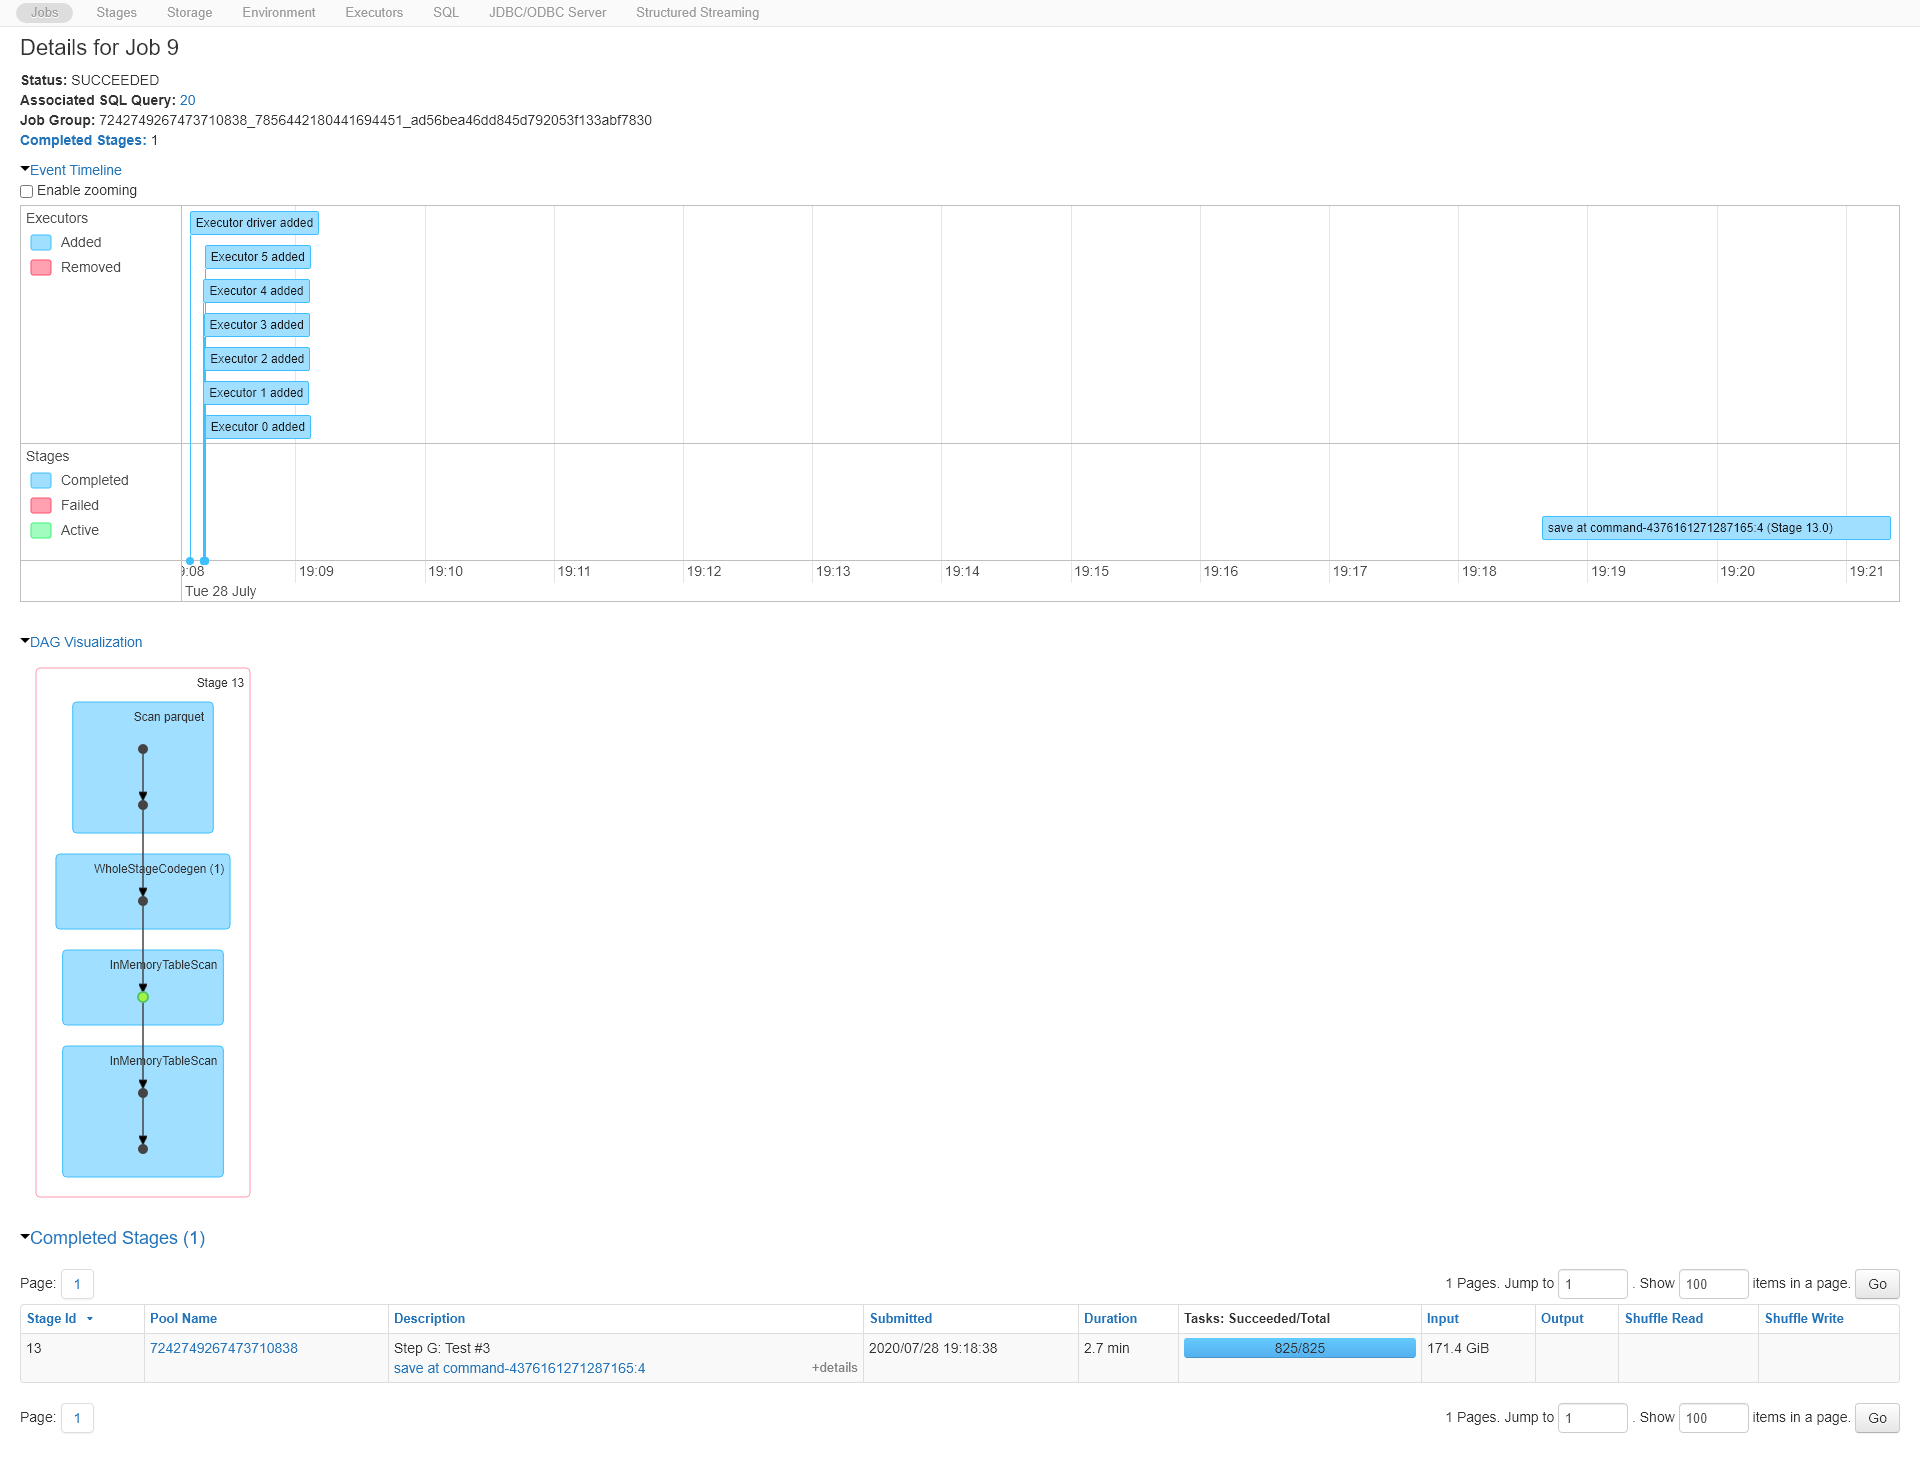 Jobs Stages Storage Environment Executors SQL JDBC/ODBC Server Structured Streaming
Details for Job 9
Status: SUCCEEDED
Associated SQL Query: 20
Job Group: 7242749267473710838_7856442180441694451_ad56bea46dd845d792053f133abf7830
Completed Stages: 1
Event Timeline
Enable zooming
Executors
Added
Removed
Executor driver added
Executor 5 added
Executor 4 added
Executor 3 added
Executor 2 added
Executor 1 added
Executor 0 added
Stages
Completed
Failed
Active
save at command-4376161271287165:4 (Stage 13.0)
9:08 19:09 19:10 19:11 19:12 19:13 19:14 19:15 19:16 19:17 19:18 19:19 19:20 19:21
Tue 28 July
DAG Visualization
Stage 13
Scan parquet
WholeStageCodegen (1)
InMemoryTableScan
InMemoryTableScan
Completed Stages (1)
Page: 1 1 Pages. Jump to 1 . Show 100 items in a page. Go
Stage Id Pool Name Description Submitted Duration Tasks: Succeeded/Total Input Output Shuffle Read Shuffle Write
13 7242749267473710838 Step G: Test #3 2020/07/28 19:18:38 2.7 min 825/825 171.4 GiB
save at command-4376161271287165:4 +details
Page: 1 1 Pages. Jump to 1 . Show 100 items in a page. Go